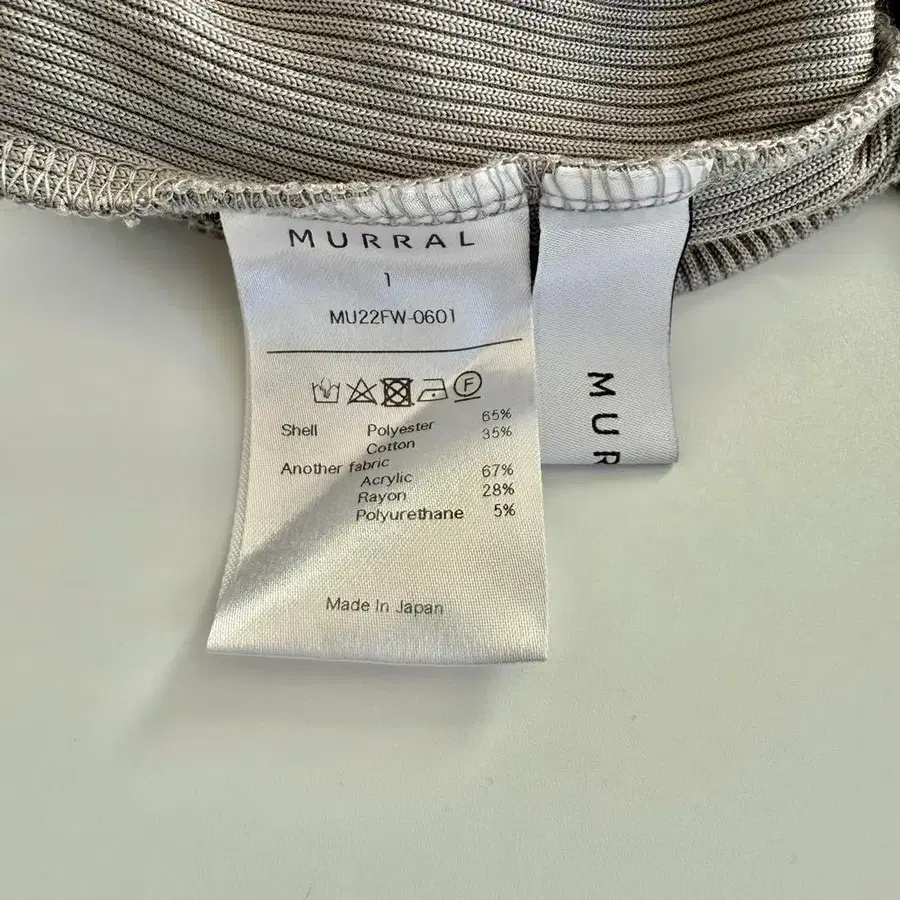 MURRAL
1
MU22FW-0601
F
Shell Polyester 65%
Cotton 35%
Another fabric
Acrylic 67%
Rayon 28%
Polyurethane 5%
Made In Japan
MUR